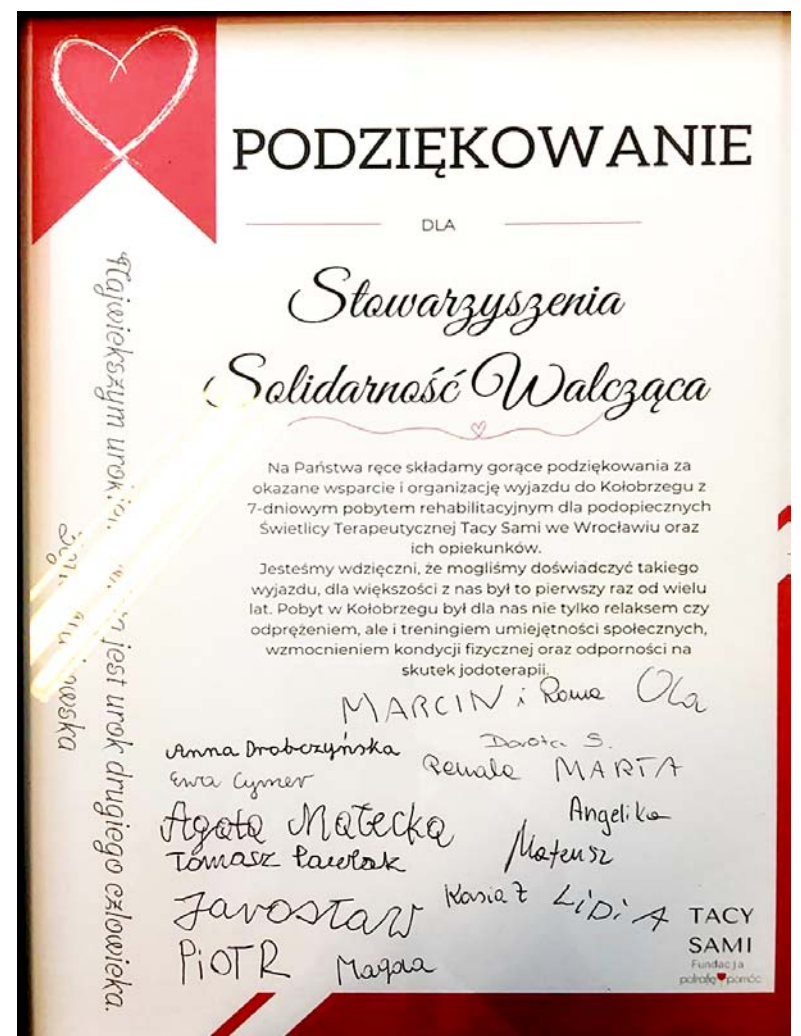 PODZIĘKOWANIE
DLA
Stowarzyszenia
Solidarność Walcząca
Na Państwa ręce składamy gorące podziękowania za
okazane wsparcie i organizację wyjazdu do Kołobrzegu z
7-dniowym pobytem rehabilitacyjnym dla podopiecznych
Świetlicy Terapeutycznej Tacy Sami we Wrocławiu oraz
ich opiekunków.
Jesteśmy wdzięczni, że mogliśmy doświadczyć takiego
wyjazdu, dla większości z nas był to pierwszy raz od wielu
lat. Pobyt w Kołobrzegu był dla nas nie tylko relaksem czy
odprężeniem, ale i treningiem umiejętności społecznych,
wzmocnieniem kondycji fizycznej oraz odporności na
skutek jodoterapii.
MARCIN i Roma Ola
Anna Drobczyńska Dorota S.
Ewa Cymer Renata MARTA
Agata Małecka Angelika
Tomasz Pawlak Mateusz
Jarosław Kasia Ż LiDiA
PiOTR Magda
TACY
SAMI
Fundacja
potrafię pomóc
Największym jest urok drugiego człowieka.